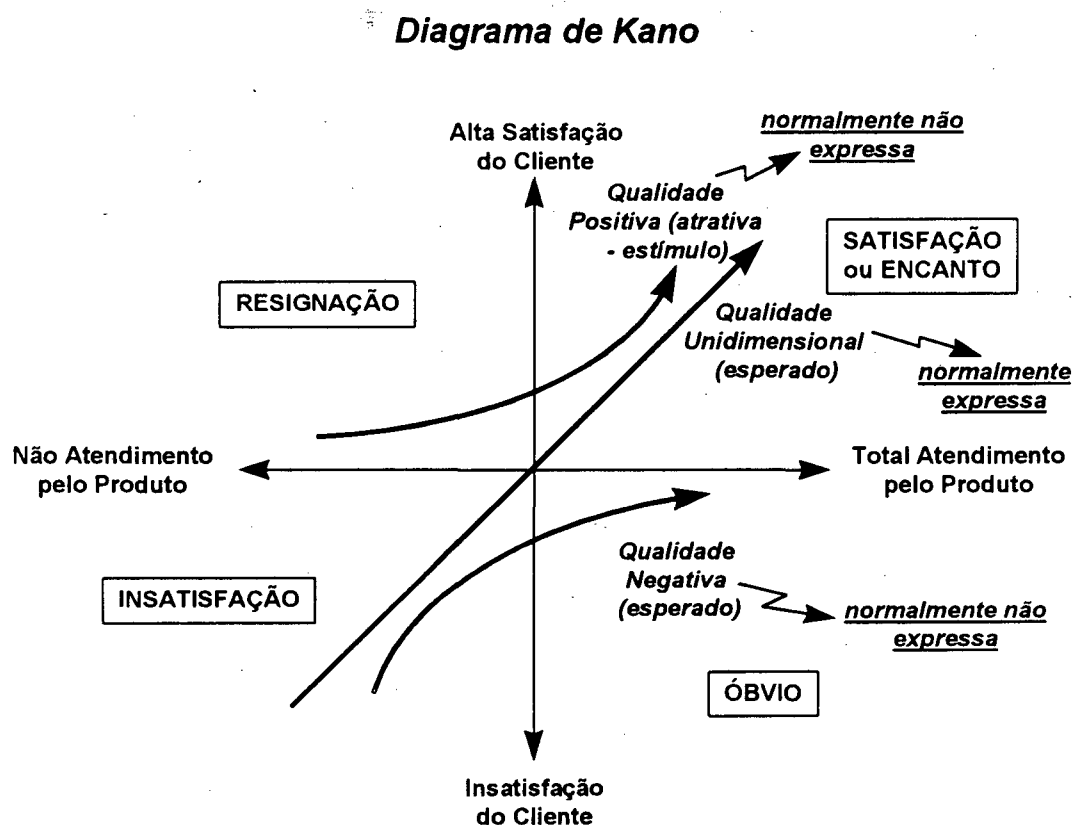 Diagrama de Kano
Alta Satisfação
do Cliente
normalmente não
expressa
Qualidade
Positiva (atrativa
- estímulo)
SATISFAÇÃO
ou ENCANTO
RESIGNAÇÃO
Qualidade
Unidimensional
(esperado)
normalmente
expressa
Não Atendimento
pelo Produto
Total Atendimento
pelo Produto
Qualidade
Negativa
(esperado)
INSATISFAÇÃO
normalmente não
expressa
ÓBVIO
Insatisfação
do Cliente